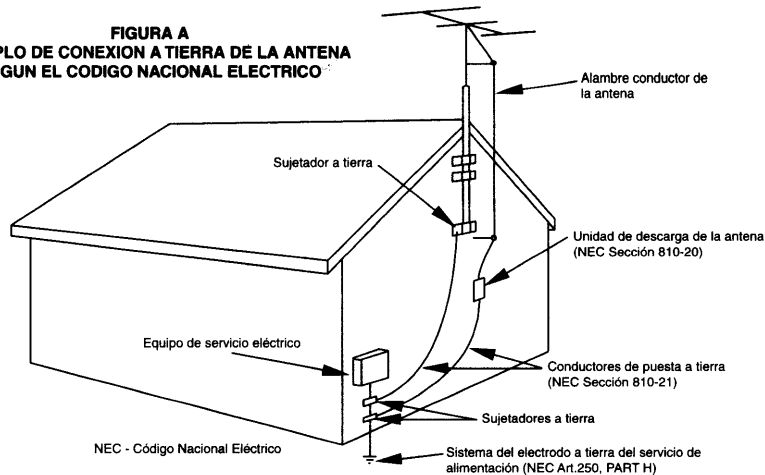 FIGURA A
PLO DE CONEXION A TIERRA DE LA ANTENA
GUN EL CODIGO NACIONAL ELECTRICO
Alambre conductor de
la antena
Sujetador a tierra
Unidad de descarga de la antena
(NEC Sección 810-20)
Equipo de servicio eléctrico
Conductores de puesta a tierra
(NEC Sección 810-21)
Sujetadores a tierra
NEC - Código Nacional Eléctrico
Sistema del electrodo a tierra del servicio de
alimentación (NEC Art.250, PART H)